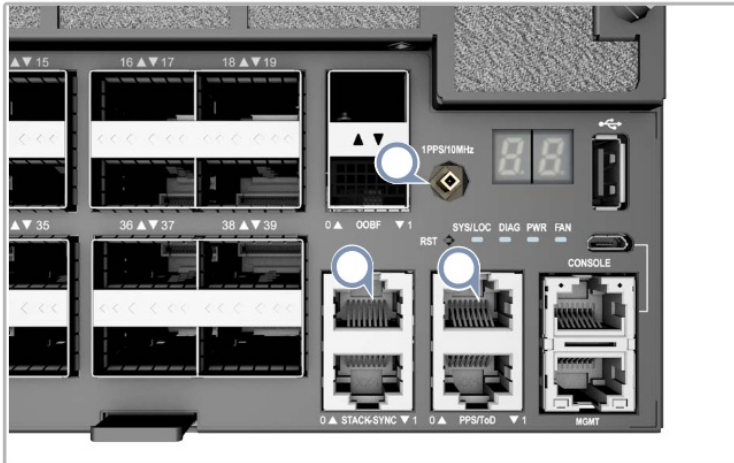 ▲▼ 15
16 ▲▼ 17
18 ▲▼ 19
▲ ▼
1PPS/10MHz
88
▲▼ 35
36 ▲▼ 37
38 ▲▼ 39
0 ▲ OOBF ▼ 1
RST SYS/LOC DIAG PWR FAN
CONSOLE
0 ▲ STACK-SYNC ▼ 1
0 ▲ PPS/ToD ▼ 1
MGMT